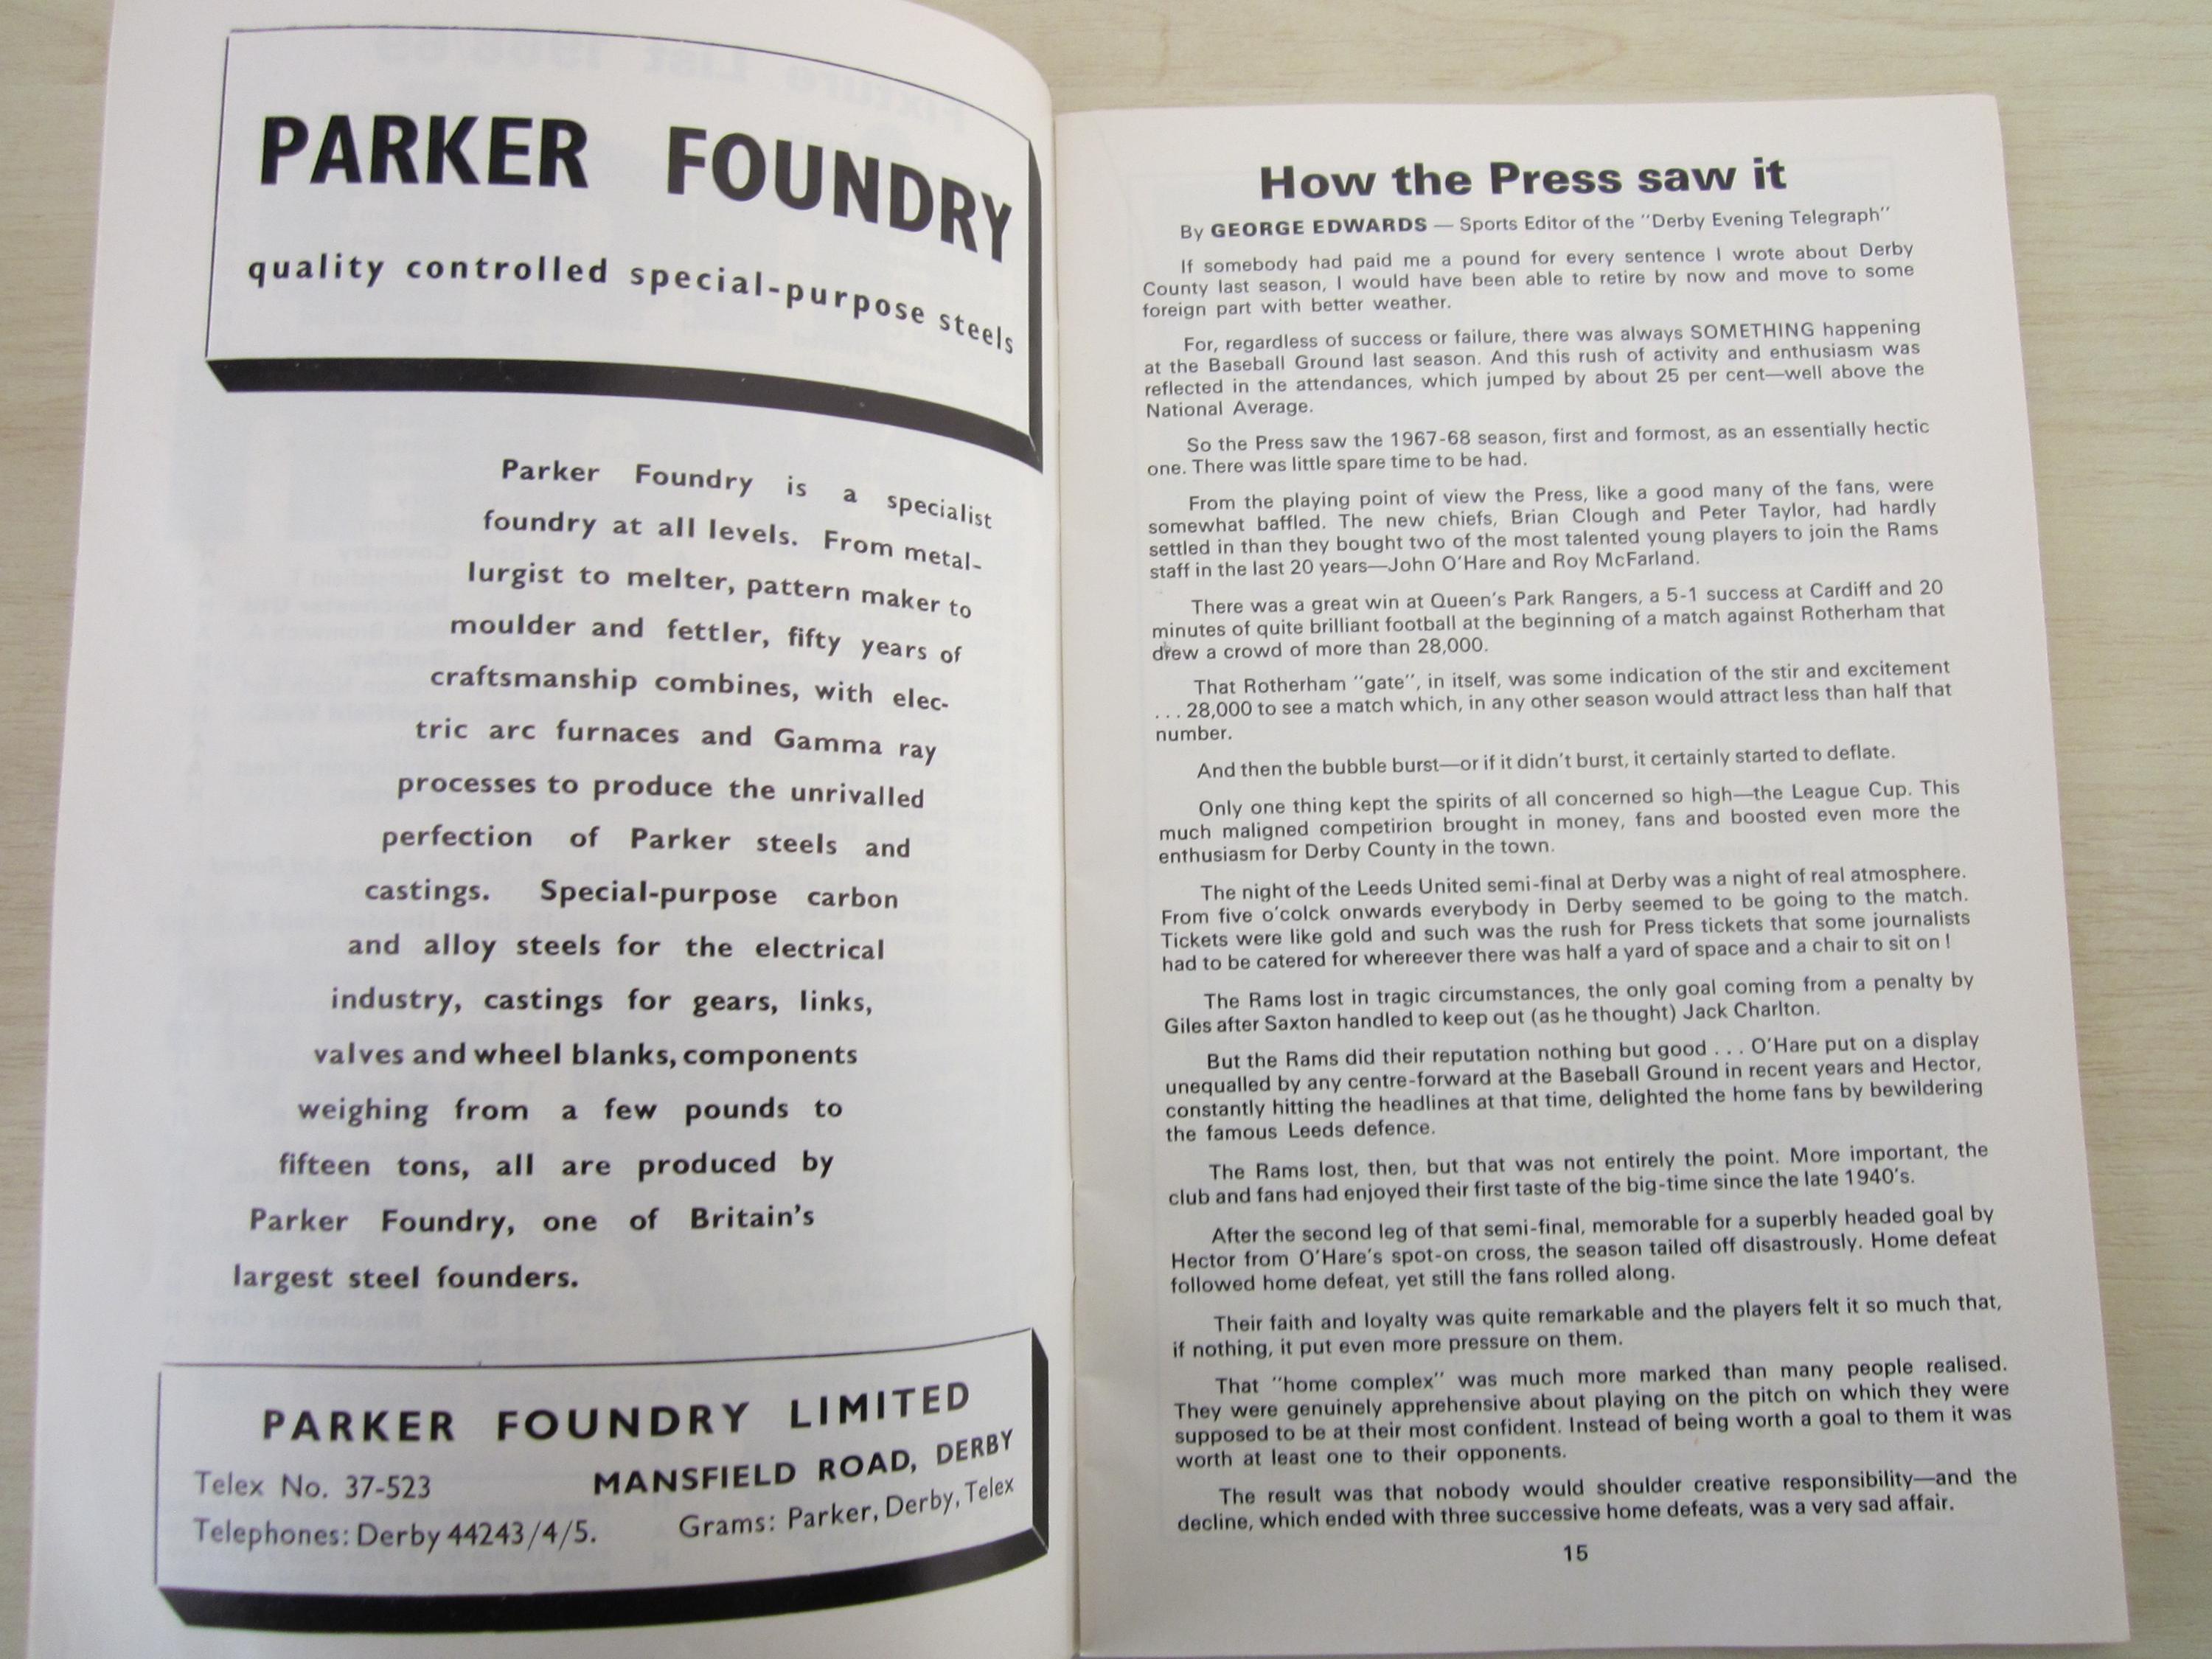 PARKER FOUNDRY
quality controlled special-purpose steels
Parker Foundry is a specialist
foundry at all levels. From metal-
lurgist to melter, pattern maker to
moulder and fettler, fifty years of
craftsmanship combines, with elec-
tric arc furnaces and Gamma ray
processes to produce the unrivalled
perfection of Parker steels and
castings. Special-purpose carbon
and alloy steels for the electrical
industry, castings for gears, links,
valves and wheel blanks, components
weighing from a few pounds to
fifteen tons, all are produced by
Parker Foundry, one of Britain's
largest steel founders.
PARKER FOUNDRY LIMITED
Telex No. 37-523 MANSFIELD ROAD, DERBY
Telephones: Derby 44243/4/5. Grams: Parker, Derby, Telex
How the Press saw it
By GEORGE EDWARDS — Sports Editor of the "Derby Evening Telegraph"
If somebody had paid me a pound for every sentence I wrote about Derby
County last season, I would have been able to retire by now and move to some
foreign part with better weather.
For, regardless of success or failure, there was always SOMETHING happening
at the Baseball Ground last season. And this rush of activity and enthusiasm was
reflected in the attendances, which jumped by about 25 per cent—well above the
National Average.
So the Press saw the 1967-68 season, first and formost, as an essentially hectic
one. There was little spare time to be had.
From the playing point of view the Press, like a good many of the fans, were
somewhat baffled. The new chiefs, Brian Clough and Peter Taylor, had hardly
settled in than they bought two of the most talented young players to join the Rams
staff in the last 20 years—John O'Hare and Roy McFarland.
There was a great win at Queen's Park Rangers, a 5-1 success at Cardiff and 20
minutes of quite brilliant football at the beginning of a match against Rotherham that
drew a crowd of more than 28,000.
That Rotherham "gate", in itself, was some indication of the stir and excitement
. . . 28,000 to see a match which, in any other season would attract less than half that
number.
And then the bubble burst—or if it didn't burst, it certainly started to deflate.
Only one thing kept the spirits of all concerned so high—the League Cup. This
much maligned competirion brought in money, fans and boosted even more the
enthusiasm for Derby County in the town.
The night of the Leeds United semi-final at Derby was a night of real atmosphere.
From five o'colck onwards everybody in Derby seemed to be going to the match.
Tickets were like gold and such was the rush for Press tickets that some journalists
had to be catered for whereever there was half a yard of space and a chair to sit on !
The Rams lost in tragic circumstances, the only goal coming from a penalty by
Giles after Saxton handled to keep out (as he thought) Jack Charlton.
But the Rams did their reputation nothing but good . . . O'Hare put on a display
unequalled by any centre-forward at the Baseball Ground in recent years and Hector,
constantly hitting the headlines at that time, delighted the home fans by bewildering
the famous Leeds defence.
The Rams lost, then, but that was not entirely the point. More important, the
club and fans had enjoyed their first taste of the big-time since the late 1940's.
After the second leg of that semi-final, memorable for a superbly headed goal by
Hector from O'Hare's spot-on cross, the season tailed off disastrously. Home defeat
followed home defeat, yet still the fans rolled along.
Their faith and loyalty was quite remarkable and the players felt it so much that,
if nothing, it put even more pressure on them.
That "home complex" was much more marked than many people realised.
They were genuinely apprehensive about playing on the pitch on which they were
supposed to be at their most confident. Instead of being worth a goal to them it was
worth at least one to their opponents.
The result was that nobody would shoulder creative responsibility—and the
decline, which ended with three successive home defeats, was a very sad affair.
15